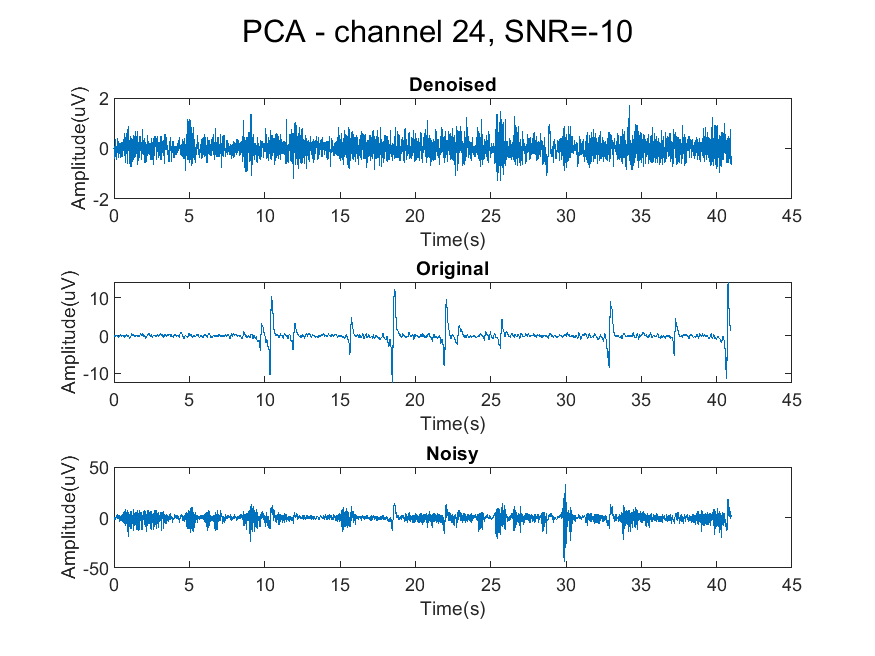 PCA - channel 24, SNR=-10
Denoised
Amplitude(uV)
2
0
-2
0 5 10 15 20 25 30 35 40 45
Time(s)
Original
Amplitude(uV)
10
0
-10
0 5 10 15 20 25 30 35 40 45
Time(s)
Noisy
Amplitude(uV)
50
0
-50
0 5 10 15 20 25 30 35 40 45
Time(s)